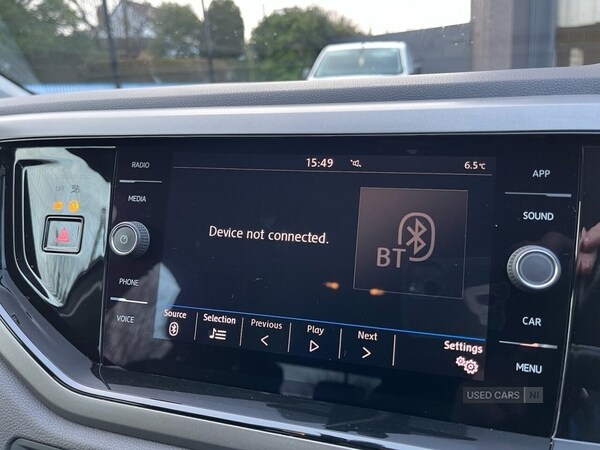 15:49
6.5°C
RADIO
MEDIA
PHONE
VOICE
OFF
Device not connected.
BT
Source
Selection
Previous
Play
Next
Settings
APP
SOUND
CAR
MENU
USED CARS NI